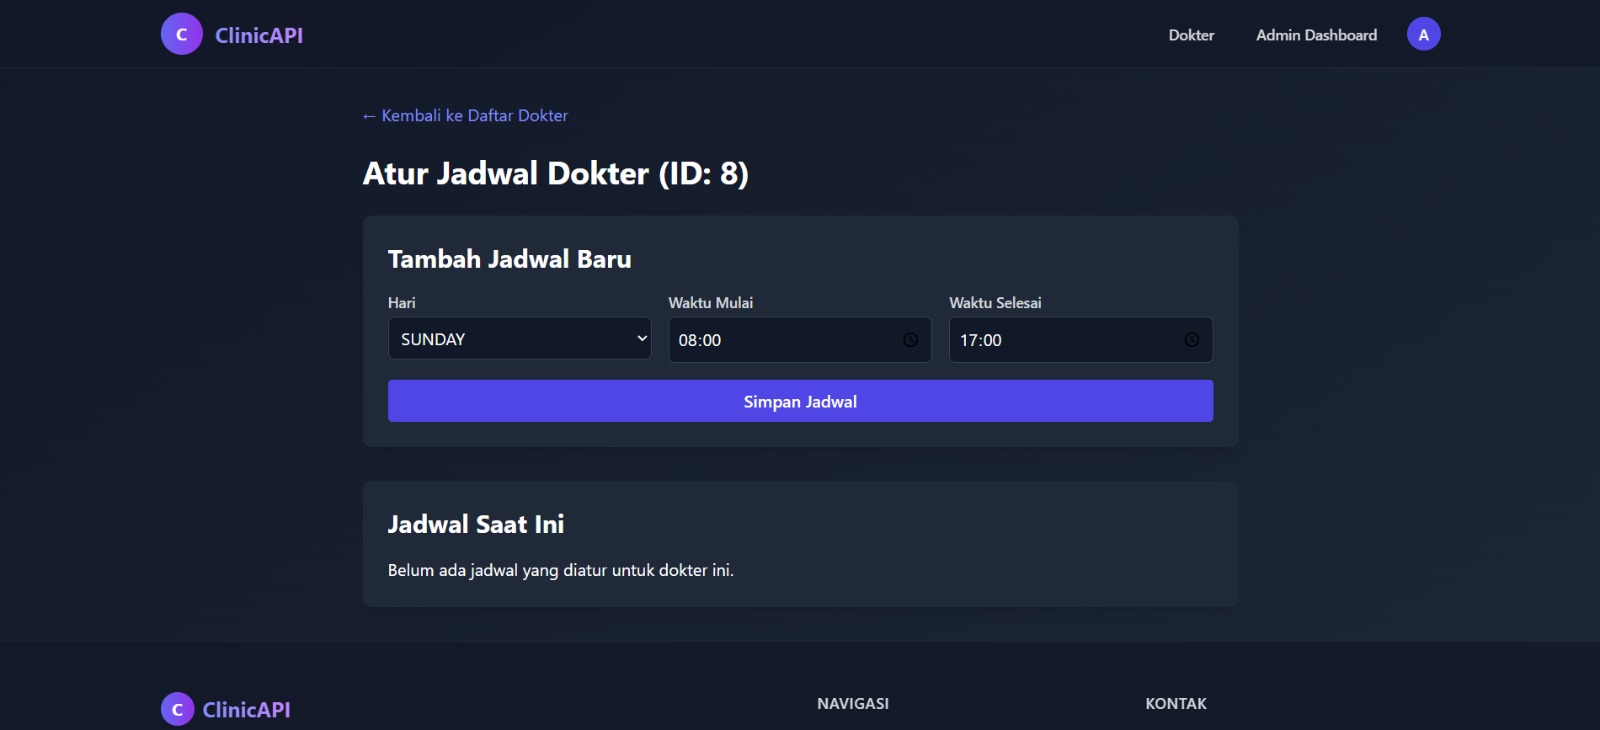 C ClinicAPI
Dokter Admin Dashboard A
← Kembali ke Daftar Dokter
Atur Jadwal Dokter (ID: 8)
Tambah Jadwal Baru
Hari Waktu Mulai Waktu Selesai
SUNDAY 08:00 17:00
Simpan Jadwal
Jadwal Saat Ini
Belum ada jadwal yang diatur untuk dokter ini.
C ClinicAPI NAVIGASI KONTAK